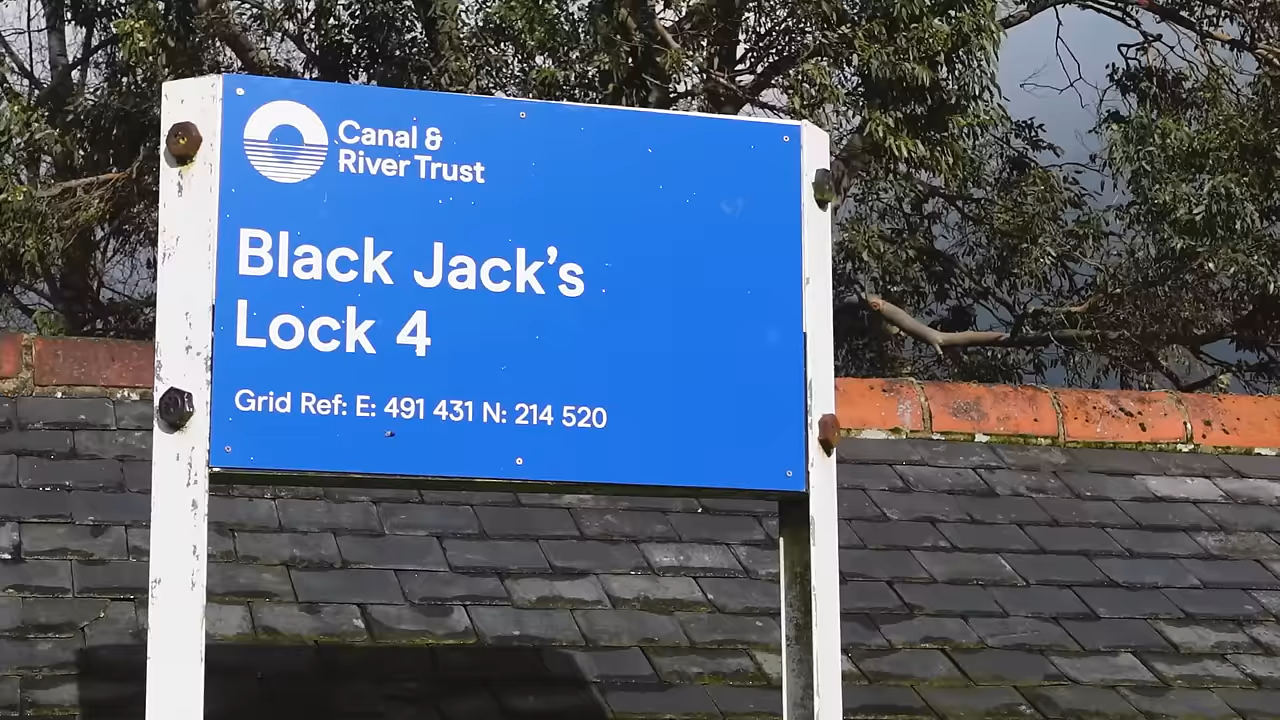 Canal &
River Trust
Black Jack's
Lock 4
Grid Ref: E: 491 431 N: 214 520